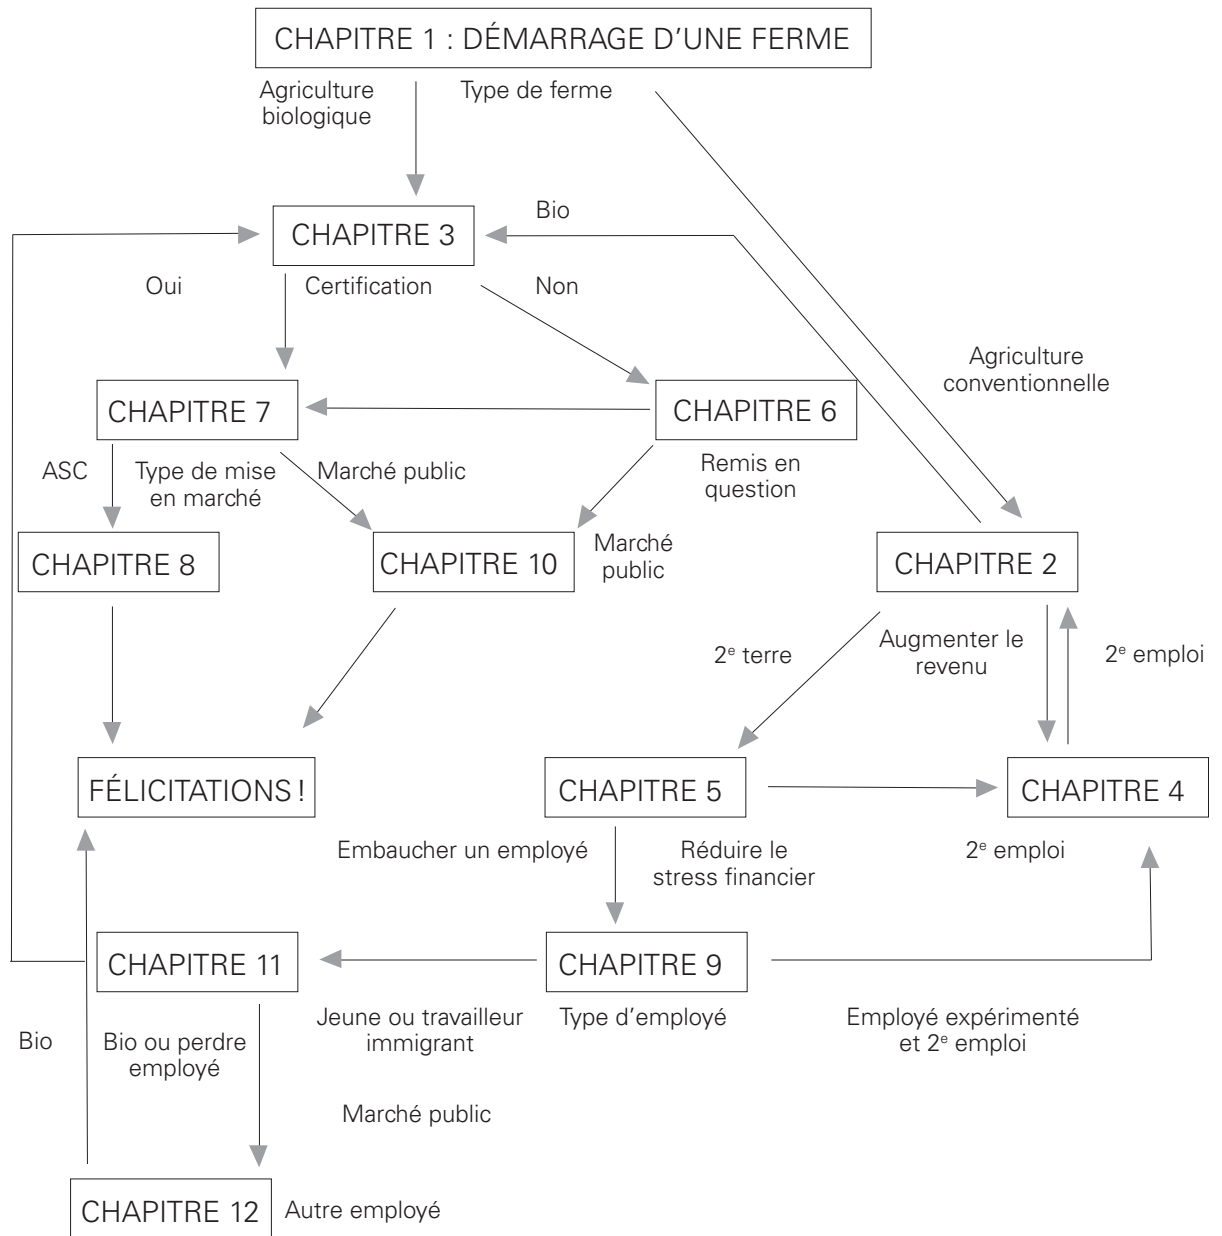 CHAPITRE 1 : DÉMARRAGE D'UNE FERME
Agriculture
biologique
Type de ferme
Bio
CHAPITRE 3
Oui
Certification
Non
Agriculture
conventionnelle
CHAPITRE 7
CHAPITRE 6
ASC
Type de mise
en marché
Marché public
Remis en
question
CHAPITRE 8
CHAPITRE 10
Marché
public
CHAPITRE 2
2e terre
Augmenter le
revenu
2e emploi
FÉLICITATIONS !
CHAPITRE 5
CHAPITRE 4
Embaucher un employé
Réduire le
stress financier
2e emploi
CHAPITRE 11
CHAPITRE 9
Bio
Bio ou perdre
employé
Jeune ou travailleur
immigrant
Type d'employé
Employé expérimenté
et 2e emploi
Marché public
CHAPITRE 12
Autre employé